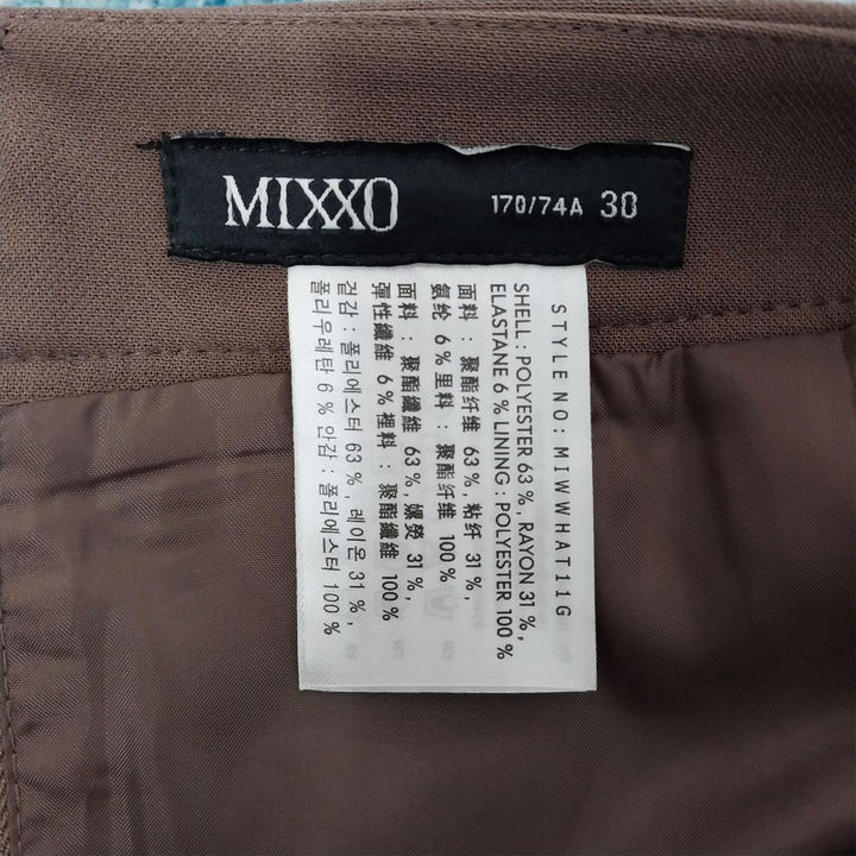 MIXXO
170/74A 30
STYLE NO: MIWWHAT11G
SHELL : POLYESTER 63 %, RAYON 31 %,
ELASTANE 6 % LINING : POLYESTER 100 %
面料 : 聚酯纤维 63 %, 粘纤 31 %,
氨纶 6 % 里料 : 聚酯纤维 100 %
面料 : 聚酯纖維 63 %, 嫘熒 31 %,
彈性纖維 6 % 裡料 : 聚酯纖維 100 %
겉감 : 폴리에스터 63 %, 레이온 31 %,
폴리우레탄 6 % 안감 : 폴리에스터 100 %